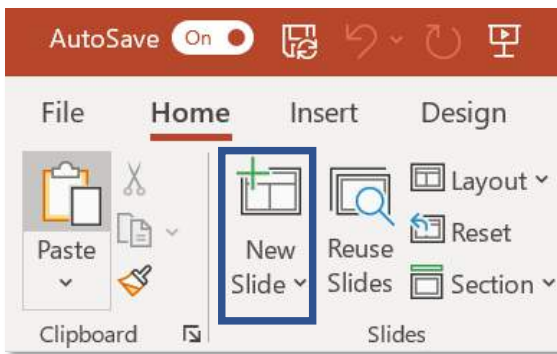 AutoSave On
File Home Insert Design
Paste
New
Slide
Reuse
Slides
Layout
Reset
Section
Clipboard
Slides